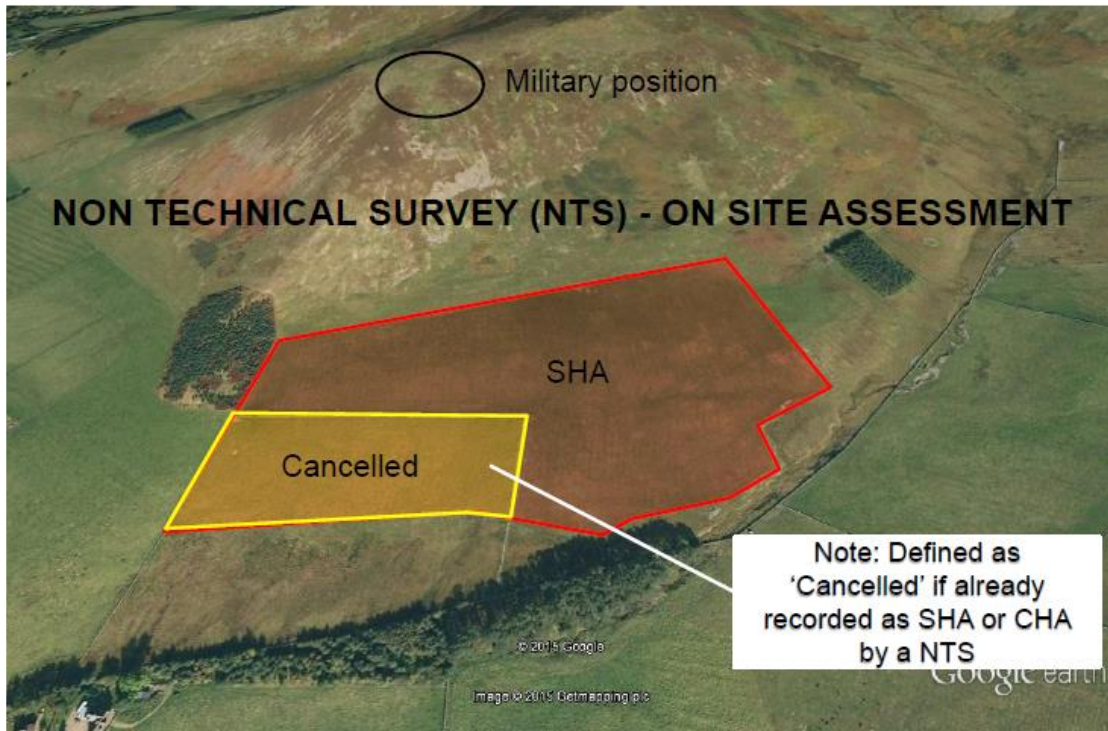 Military position
NON TECHNICAL SURVEY (NTS) - ON SITE ASSESSMENT
SHA
Cancelled
Note: Defined as
‘Cancelled’ if already
recorded as SHA or CHA
by a NTS
© 2015 Google
Google earth
Image © 2015 Getmapping plc